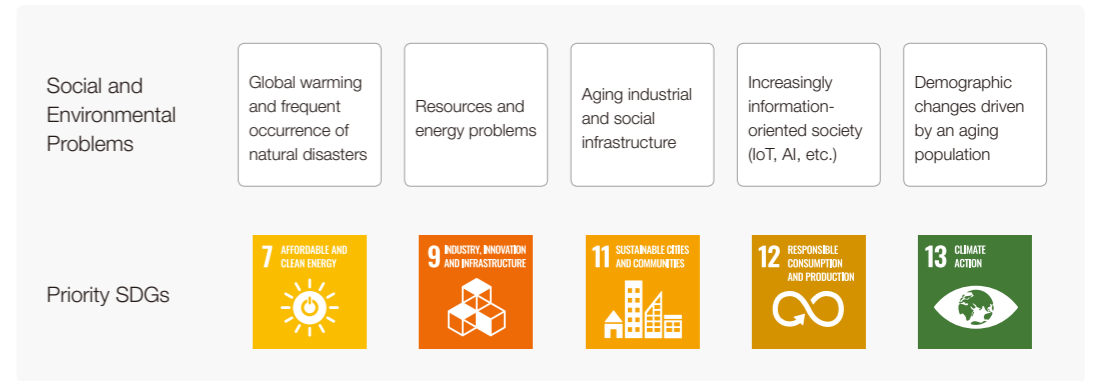 Social and
Environmental
Problems
Global warming
and frequent
occurrence of
natural disasters
Resources and
energy problems
Aging industrial
and social
infrastructure
Increasingly
information-
oriented society
(IoT, AI, etc.)
Demographic
changes driven
by an aging
population
Priority SDGs
7 AFFORDABLE AND
CLEAN ENERGY
9 INDUSTRY, INNOVATION
AND INFRASTRUCTURE
11 SUSTAINABLE CITIES
AND COMMUNITIES
12 RESPONSIBLE
CONSUMPTION
AND PRODUCTION
13 CLIMATE
ACTION